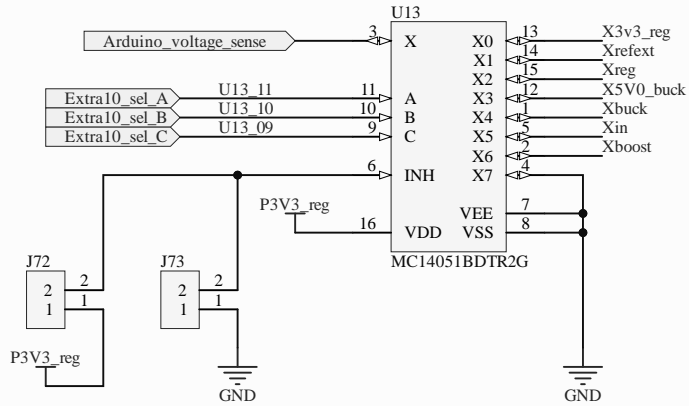 U13
Arduino_voltage_sense 3 X X0 13 X3v3_reg
X1 14 Xrefext
X2 15 Xreg
Extra10_sel_A U13_11 11 A X3 12 X5V0_buck
Extra10_sel_B U13_10 10 B X4 1 Xbuck
Extra10_sel_C U13_09 9 C X5 5 Xin
X6 2 Xboost
6 INH X7 4
P3V3_reg VEE 7
16 VDD VSS 8
MC14051BDTR2G
J72 J73
2 2 2 2
1 1 1 1
P3V3_reg
GND GND